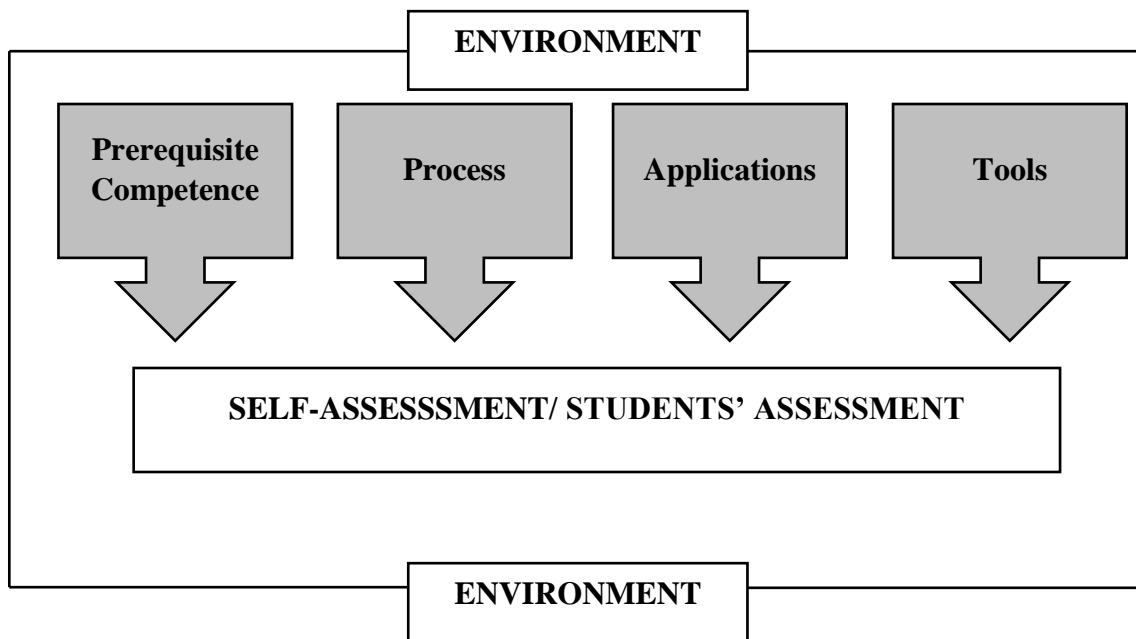 ENVIRONMENT
Prerequisite
Competence
Process
Applications
Tools
SELF-ASSESSSMENT/ STUDENTS’ ASSESSMENT
ENVIRONMENT